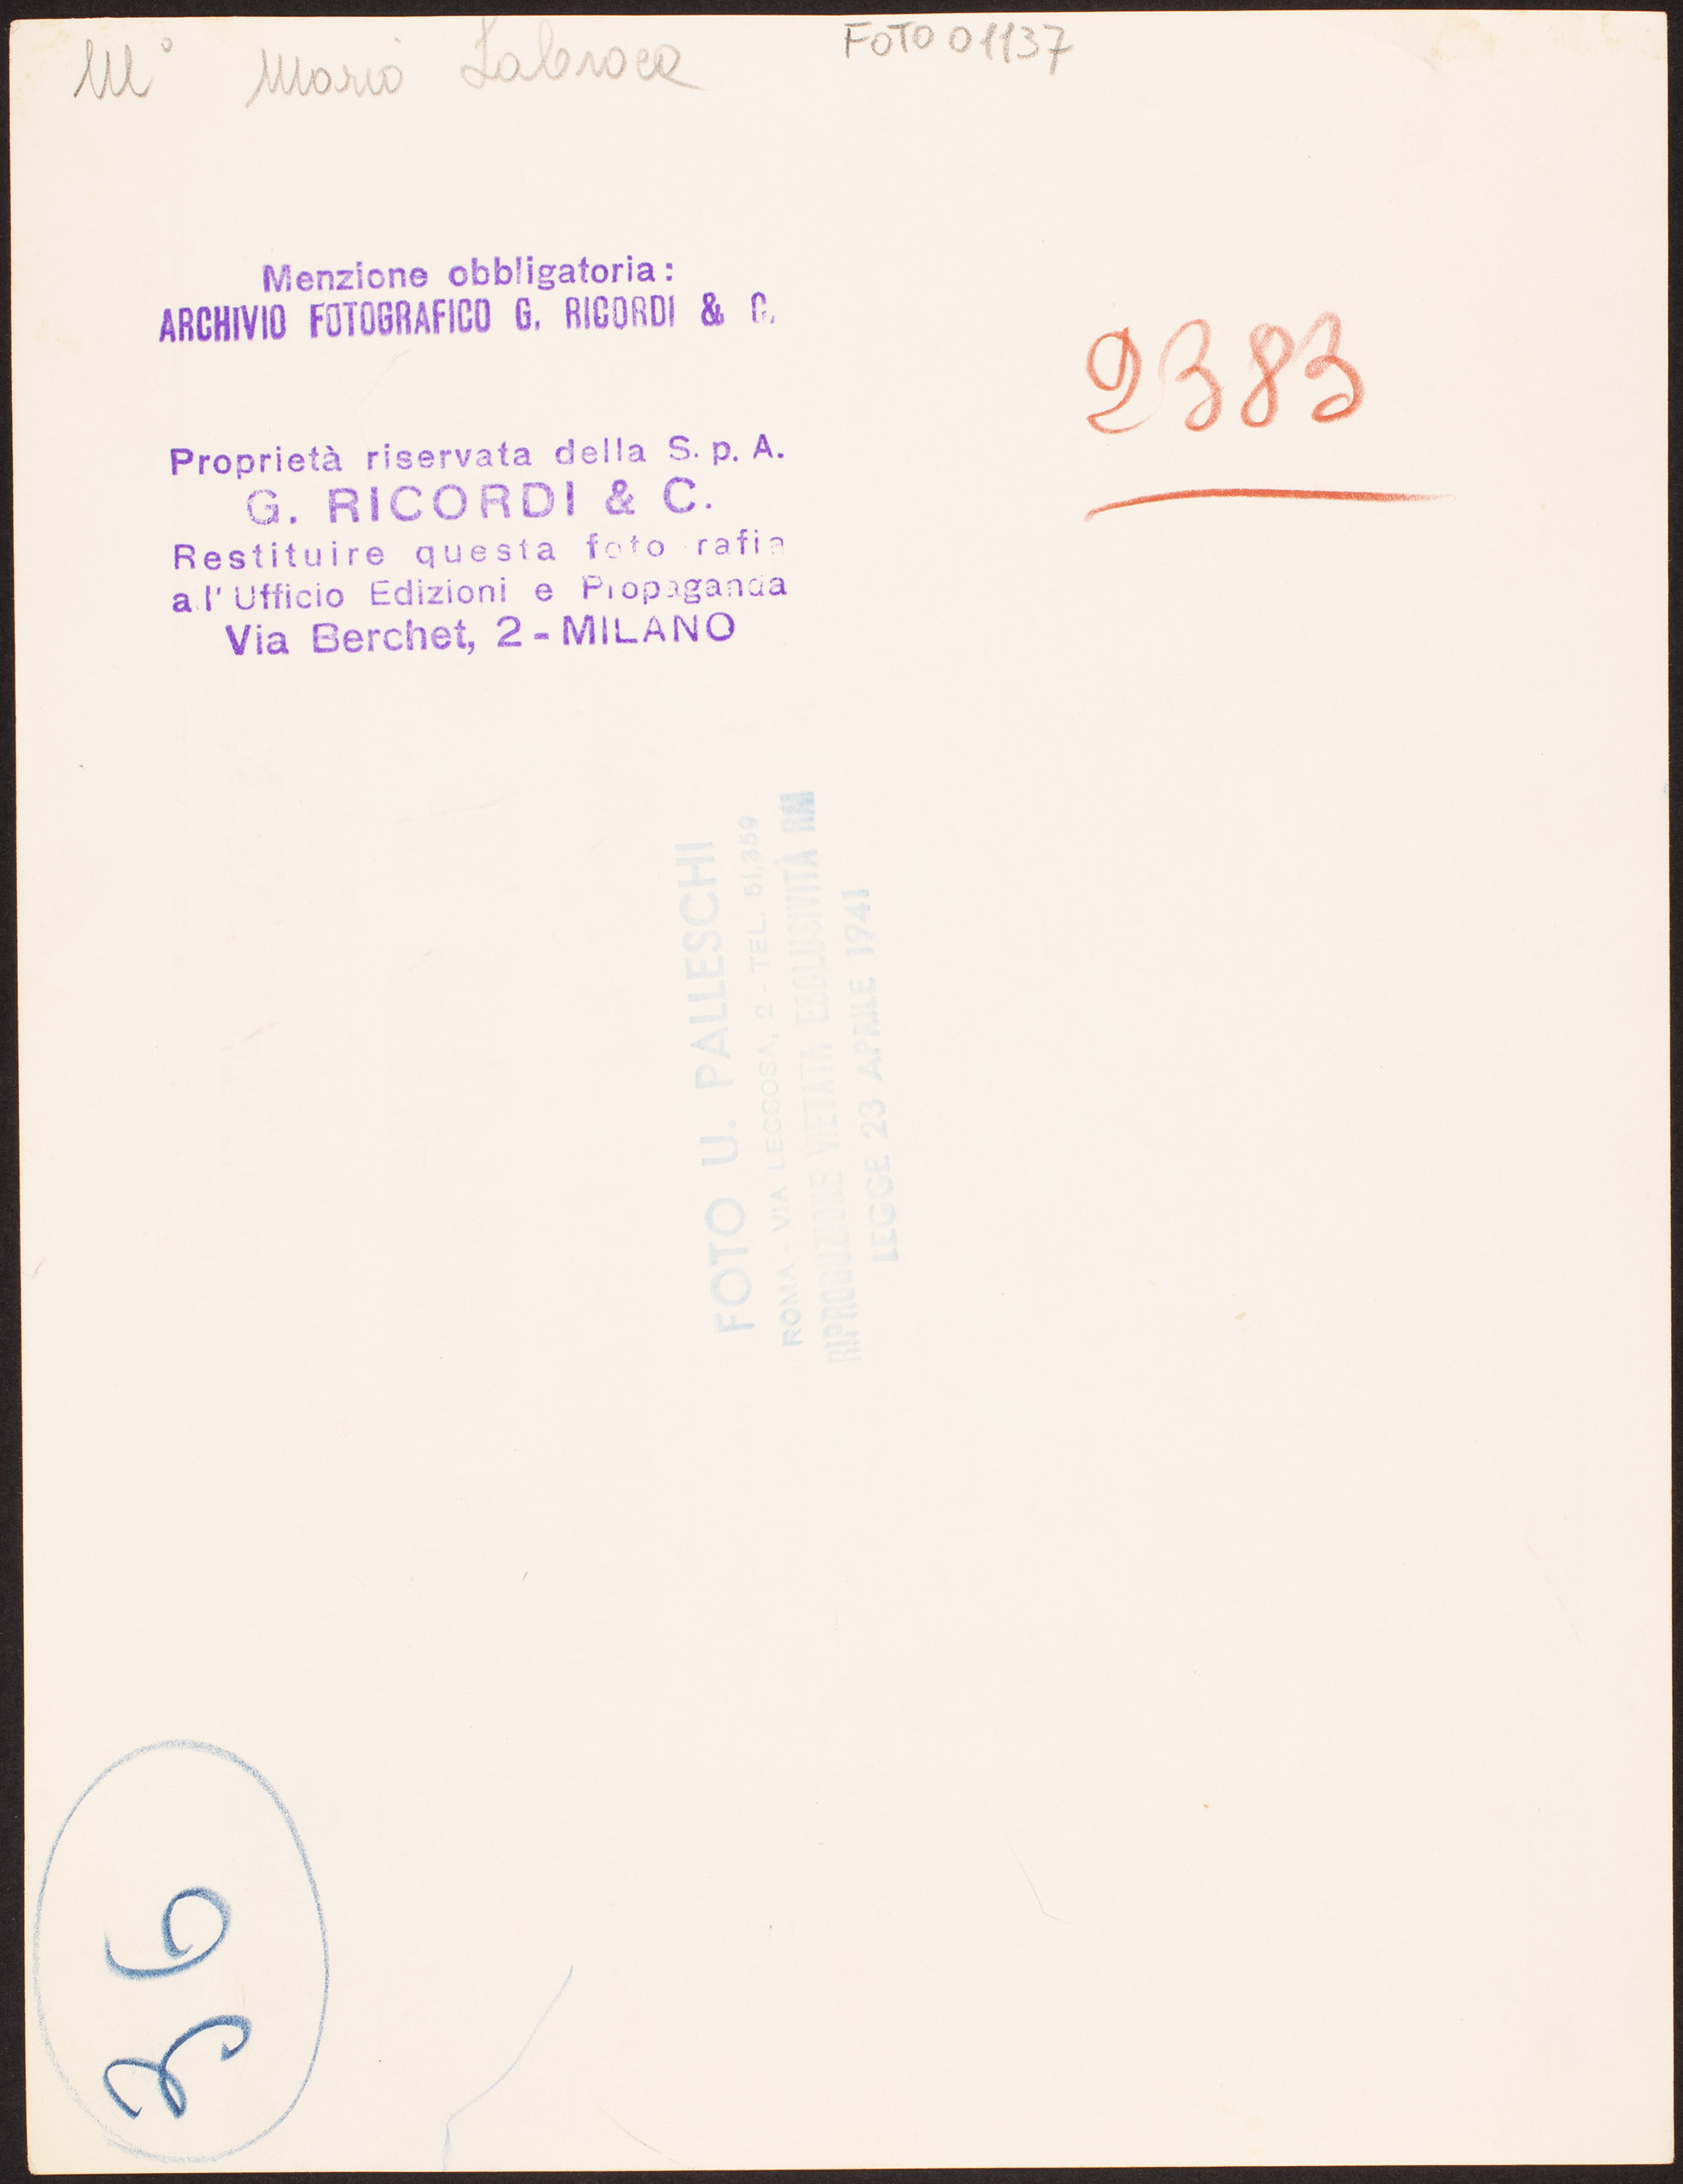 M° Mario Labroca
FOTO 01137
Menzione obbligatoria:
ARCHIVIO FOTOGRAFICO G. RICORDI & C.
2383
Proprietà riservata della S. p. A.
G. RICORDI & C.
Restituire questa foto rafia
a l' Ufficio Edizioni e Propaganda
Via Berchet, 2 - MILANO
FOTO U. PALLESCHI
ROMA - VIA LECCOSA, 2 - TEL. 51.359
RIPRODUZIONE VIETATA ESCLUSIVITÀ
LEGGE 23 APRILE 1941
36